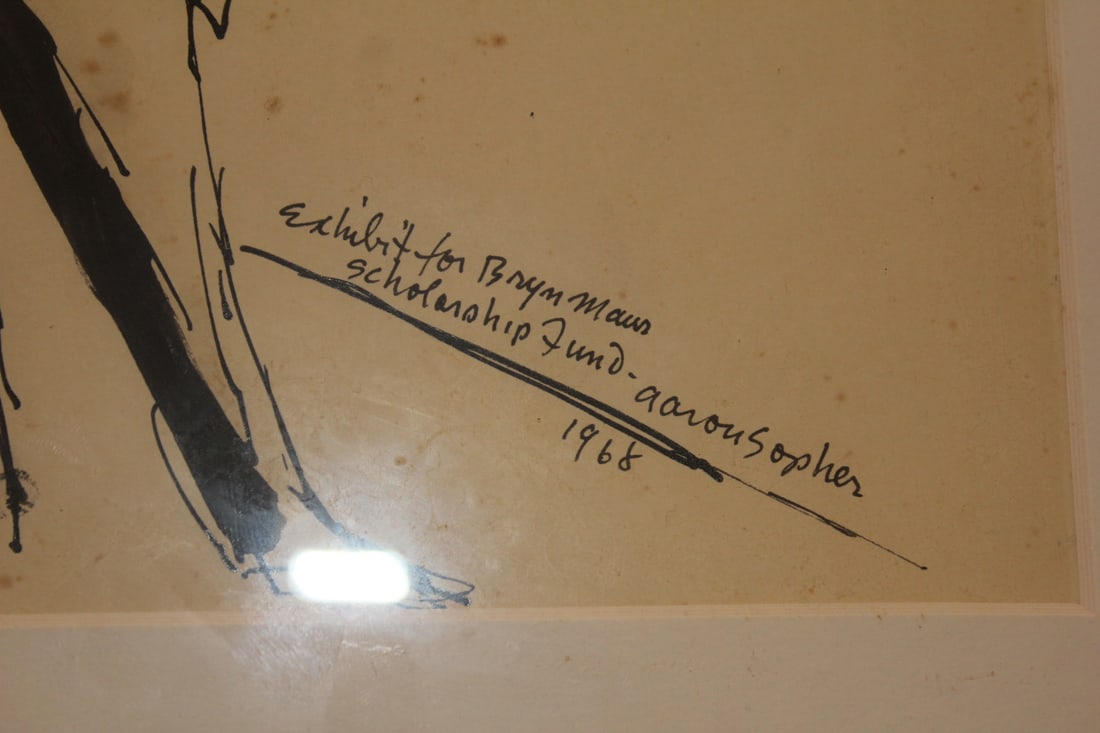 Exhibit for Bryn Mawr
Scholarship Fund - aaron Sopher
1968